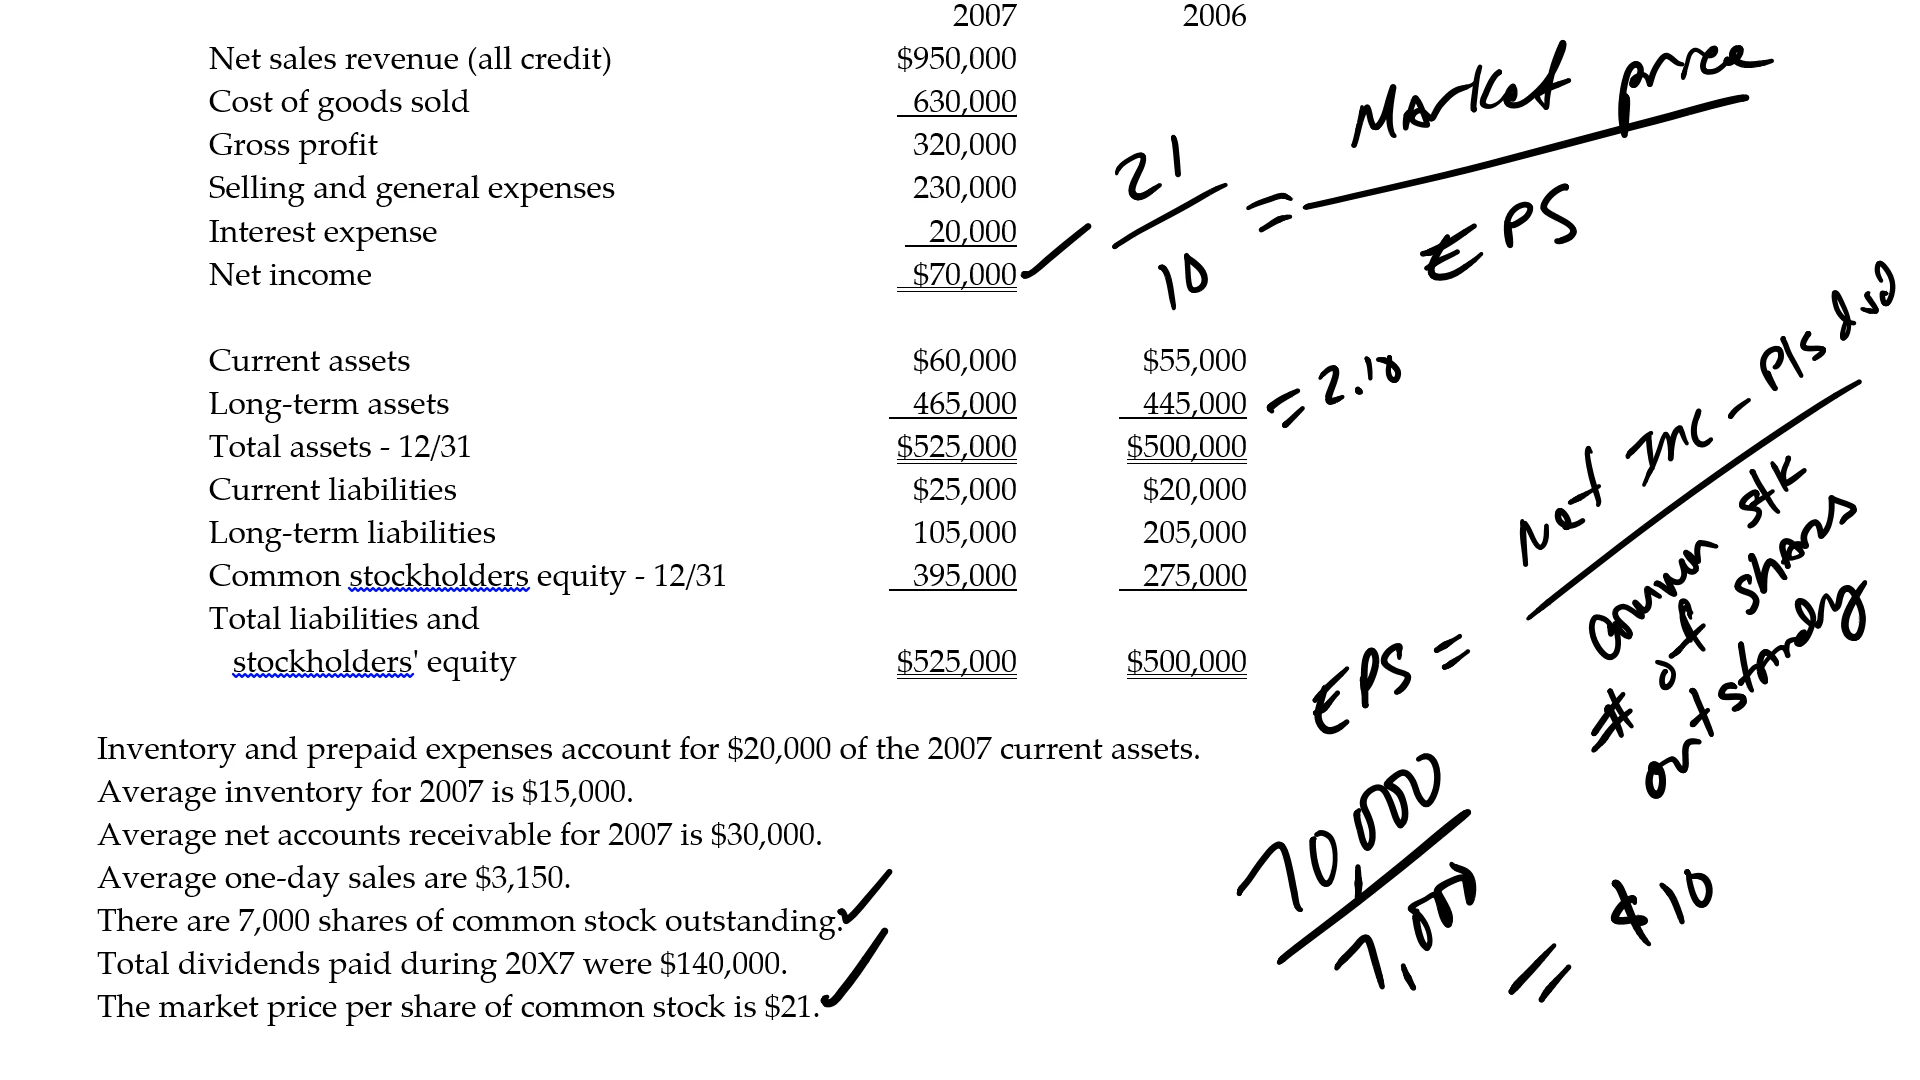 2007 2006
Net sales revenue (all credit) $950,000
Cost of goods sold 630,000
Gross profit 320,000
Selling and general expenses 230,000
Interest expense 20,000
Net income $70,000
Current assets $60,000 $55,000
Long-term assets 465,000 445,000
Total assets - 12/31 $525,000 $500,000
Current liabilities $25,000 $20,000
Long-term liabilities 105,000 205,000
Common stockholders equity - 12/31 395,000 275,000
Total liabilities and
stockholders' equity $525,000 $500,000
Inventory and prepaid expenses account for $20,000 of the 2007 current assets.
Average inventory for 2007 is $15,000.
Average net accounts receivable for 2007 is $30,000.
Average one-day sales are $3,150.
There are 7,000 shares of common stock outstanding.
Total dividends paid during 20X7 were $140,000.
The market price per share of common stock is $21.
Market price
21 =
10 EPS
= 2.10
Net Inc - P/s dvd
EPS =
common stk
# of shares
outstandg
70,000
7,000
= $10